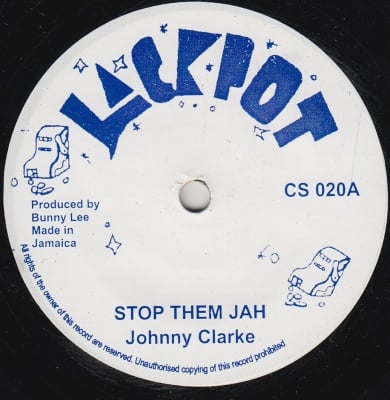 LACKPOT
CS 020A
Produced by
Bunny Lee
Made in
Jamaica
STOP THEM JAH
Johnny Clarke
All rights of the owner of this record are reserved. Unauthorised copying of this record prohibited